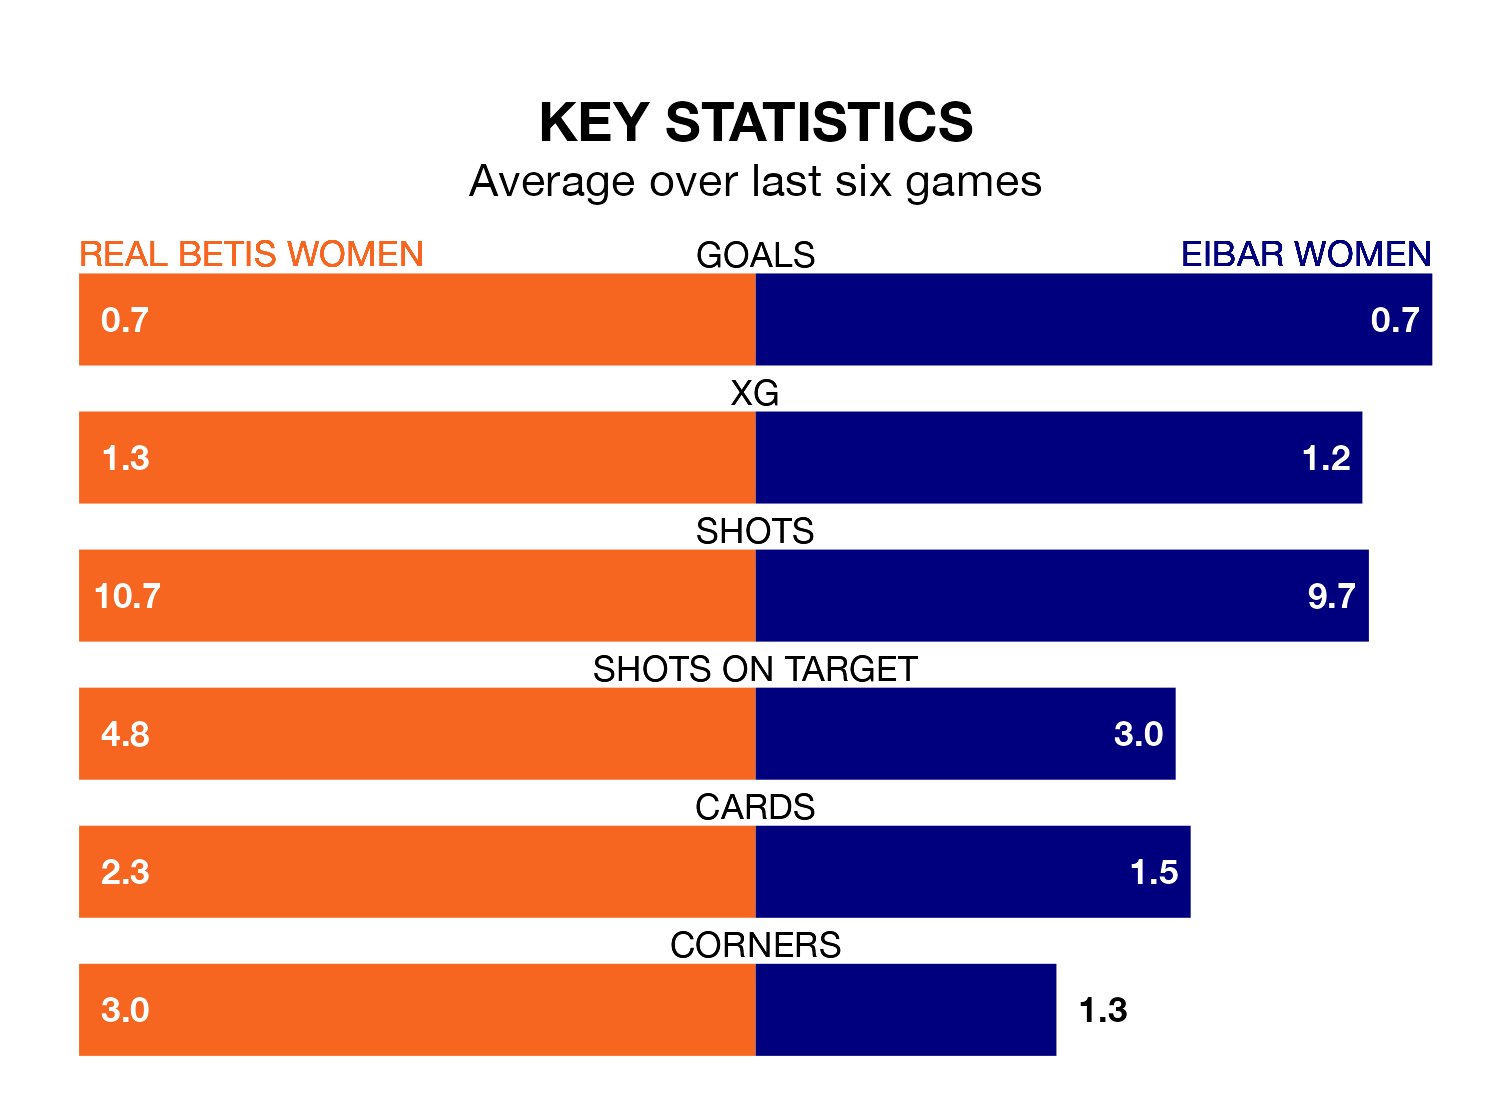 KEY STATISTICS
Average over last six games
REAL BETIS WOMEN GOALS EIBAR WOMEN
0.7 0.7
XG
1.3 1.2
SHOTS
10.7 9.7
SHOTS ON TARGET
4.8 3.0
CARDS
2.3 1.5
CORNERS
3.0 1.3